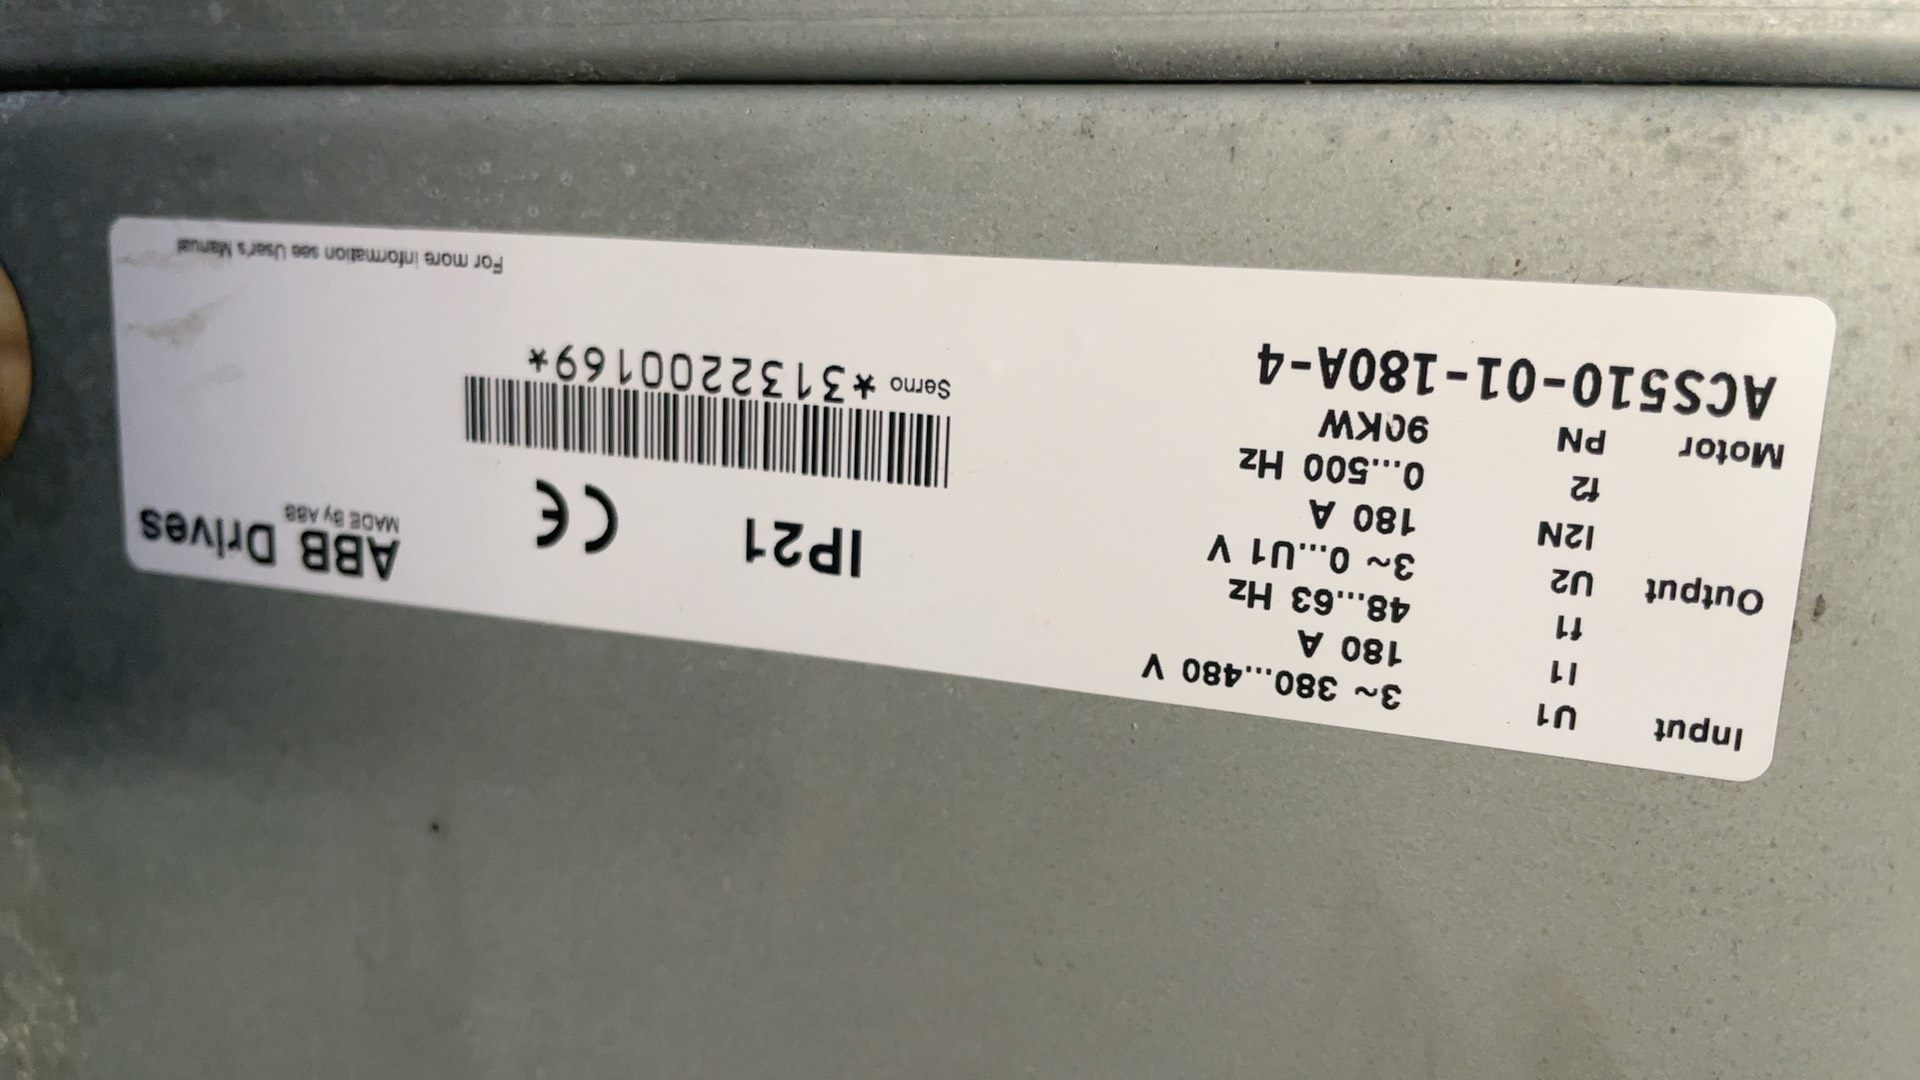 Input U1 3~ 380...480 V
I1 180 A
f1 48...63 Hz
Output U2 3~ 0...U1 V
I2N 180 A
f2 0...500 Hz
Motor PN 90KW
ACS510-01-180A-4
IP21
CE
Serno *3132200169*
ABB Drives
MADE By ABB
For more information see User's Manual